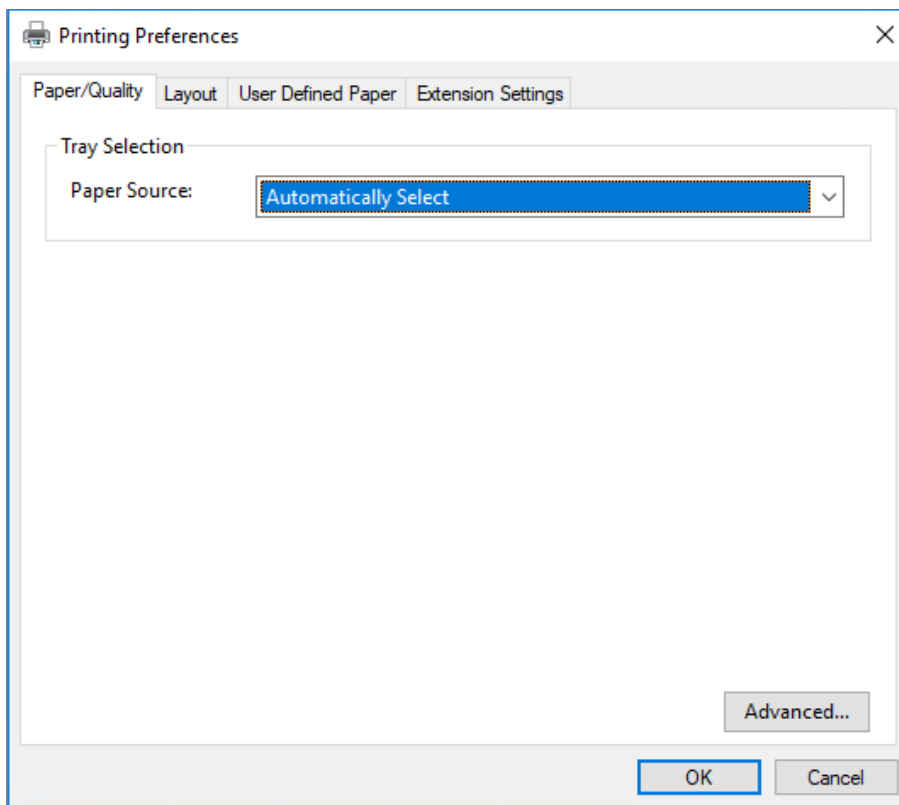 Printing Preferences
Paper/Quality Layout User Defined Paper Extension Settings
Tray Selection
Paper Source: Automatically Select
Advanced...
OK Cancel